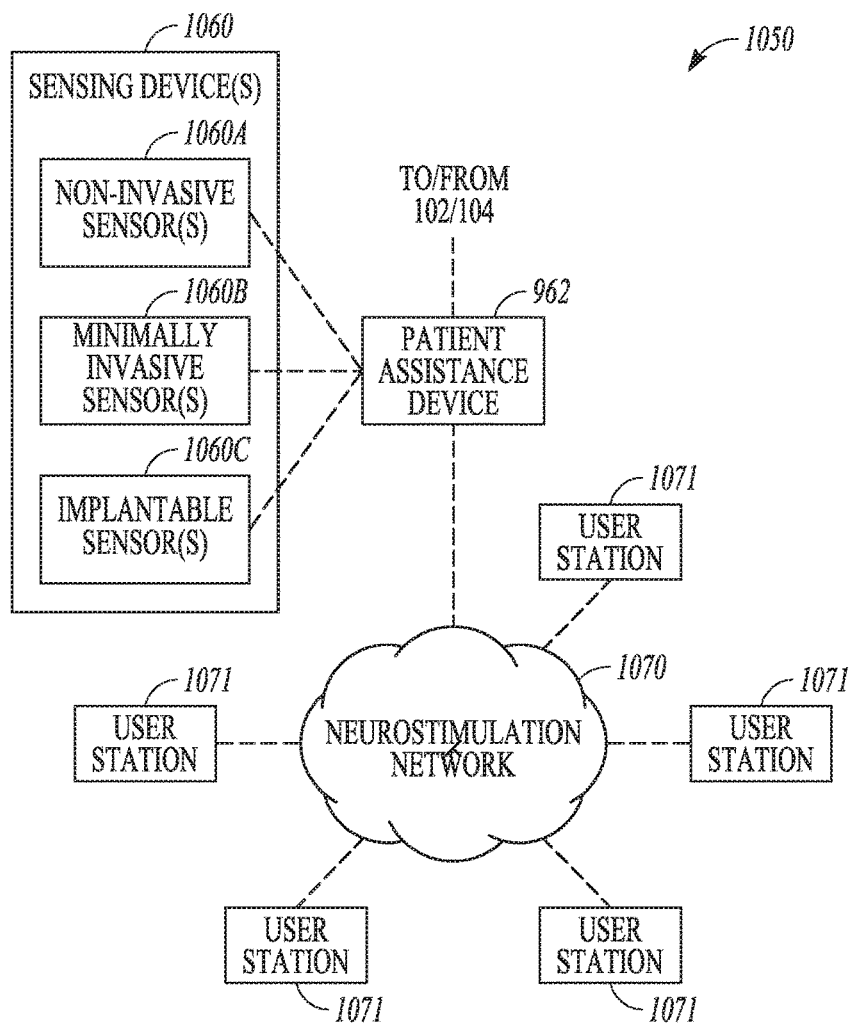 1060
1050
SENSING DEVICE(S)
1060A
NON-INVASIVE
SENSOR(S)
TO/FROM
102/104
1060B
MINIMALLY
INVASIVE
SENSOR(S)
962
PATIENT
ASSISTANCE
DEVICE
1060C
IMPLANTABLE
SENSOR(S)
1071
USER
STATION
1070
NEUROSTIMULATION
NETWORK
1071
USER
STATION
1071
USER
STATION
USER
STATION
1071
USER
STATION
1071